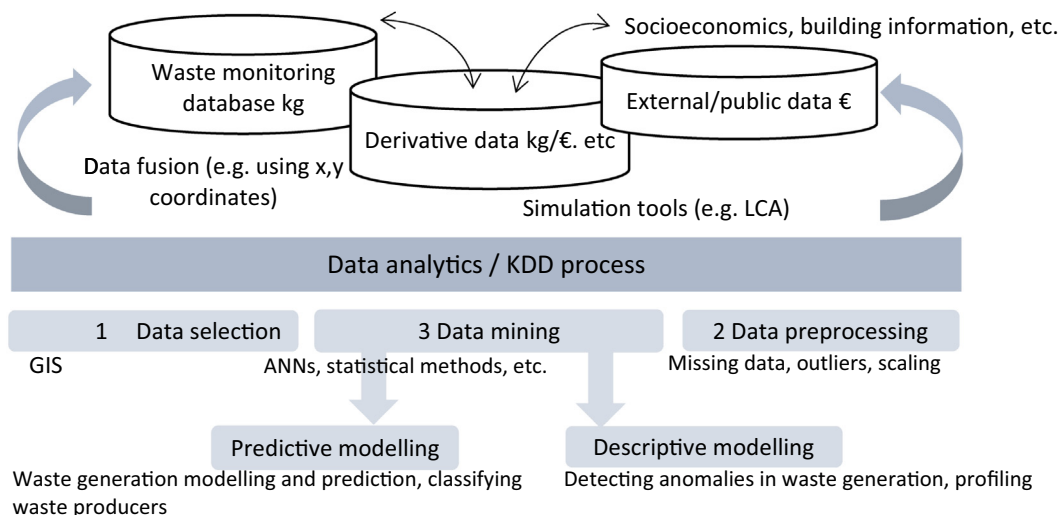 Socioeconomics, building information, etc.
Waste monitoring
database kg
External/public data €
Derivative data kg/€. etc
Data fusion (e.g. using x,y
coordinates)
Simulation tools (e.g. LCA)
Data analytics / KDD process
1 Data selection
3 Data mining
2 Data preprocessing
GIS
ANNs, statistical methods, etc.
Missing data, outliers, scaling
Predictive modelling
Descriptive modelling
Waste generation modelling and prediction, classifying
waste producers
Detecting anomalies in waste generation, profiling